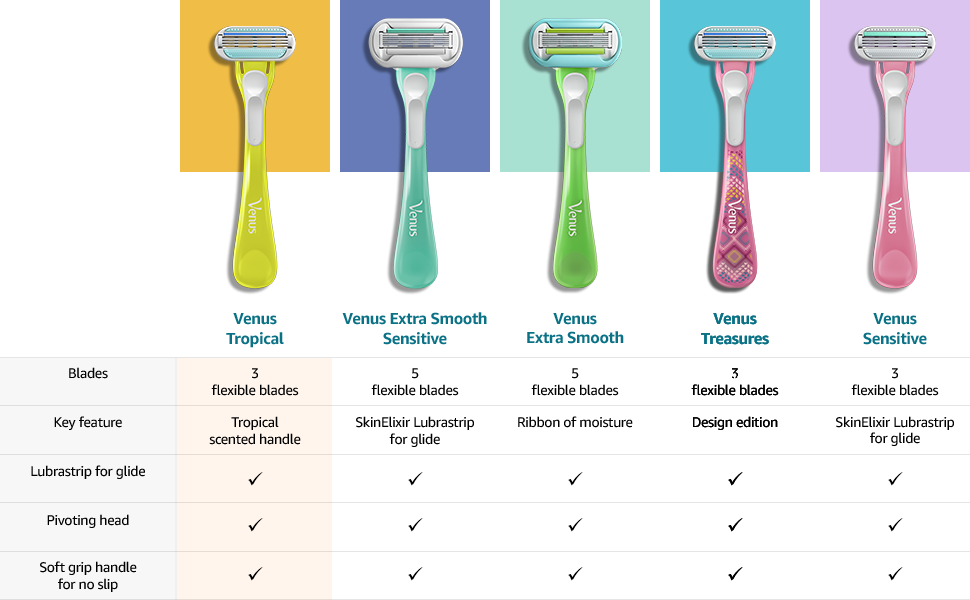 Venus
Venus
Venus
Venus
Venus
Venus
Tropical
Venus Extra Smooth
Sensitive
Venus
Extra Smooth
Venus
Treasures
Venus
Sensitive
Blades
3
flexible blades
5
flexible blades
5
flexible blades
3
flexible blades
3
flexible blades
Key feature
Tropical
scented handle
SkinElixir Lubrastrip
for glide
Ribbon of moisture
Design edition
SkinElixir Lubrastrip
for glide
Lubrastrip for glide
✓ ✓ ✓ ✓ ✓
Pivoting head
✓ ✓ ✓ ✓ ✓
Soft grip handle
for no slip
✓ ✓ ✓ ✓ ✓